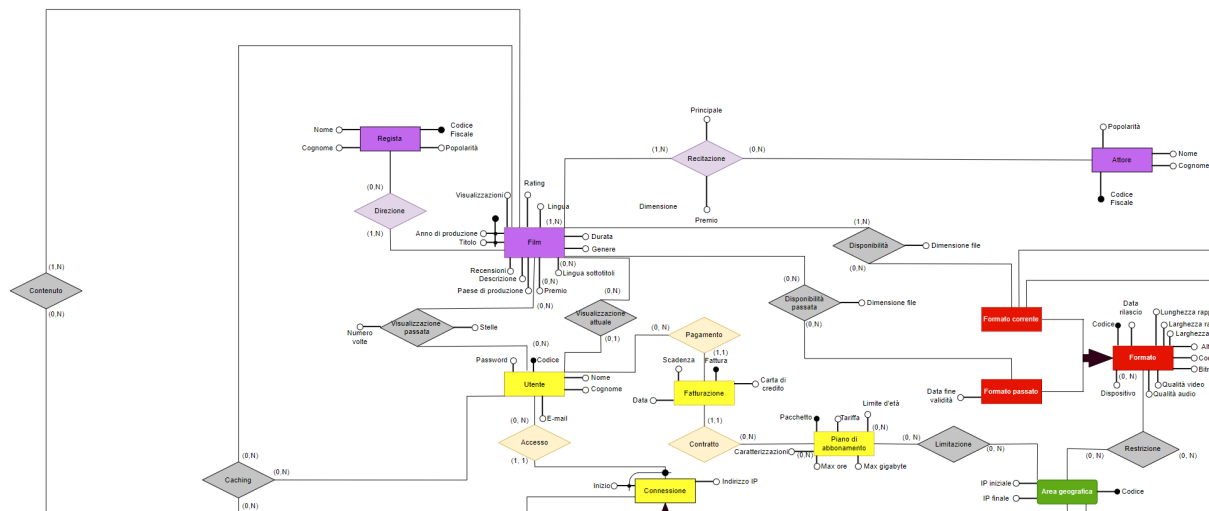 Principale
Nome
Codice
Fiscale
Regista
Cognome
Popolarità
Popolarità
(1,N)
Recitazione
(0,N)
Attore
Nome
Cognome
(0,N)
Rating
Visualizzazioni
Codice
Fiscale
Lingua
Dimensione
Direzione
Premio
(1,N)
(1,N)
Anno di produzione
Titolo
(1,N)
Film
Durata
Genere
Disponibilità
Dimensione file
Recensioni
Descrizione
(0,N)
Lingua sottotitoli
(0,N)
(1,N)
Contenuto
Paese di produzione
(0,N)
Premio
(0,N)
(0,N)
Disponibilità
passata
Dimensione file
Data
rilascio
(0,N)
(0,N)
Visualizzazione
attuale
Formato corrente
Codice
Visualizzazione
passata
Stelle
Numero
volte
(0,N)
(0, N)
Pagamento
(0,N)
(0,1)
(1,1)
Fattura
Formato
Password
Codice
Scadenza
Utente
Nome
Cognome
Fatturazione
Carta di
credito
(0, N)
Dispositivo
Qualità video
Qualità audio
Data
Data fine
validità
Formato passato
Limite d'età
Pacchetto
Tariffa
E-mail
(0, N)
(1,1)
(0,N)
Accesso
Contratto
(0,N)
Piano di
abbonamento
(0, N)
Limitazione
Caratterizzazioni
(0,N)
(0,N)
(0,N)
(1, 1)
Max ore
Max gigabyte
(0, N)
(0, N)
Restrizione
(0, N)
Caching
Inizio
Connessione
Indirizzo IP
IP iniziale
IP finale
Area geografica
Codice
(0,N)